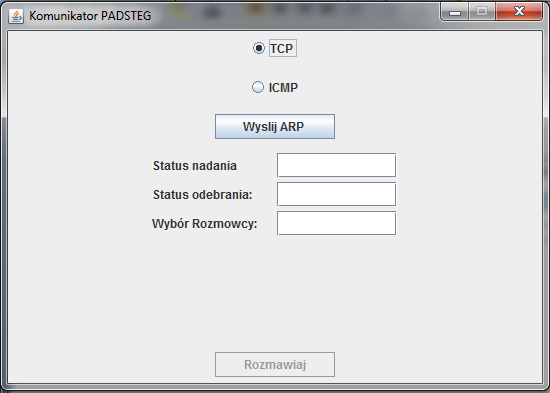 Komunikator PADSTEG
TCP
ICMP
Wyslij ARP
Status nadania
Status odebrania:
Wybór Rozmowcy:
Rozmawiaj